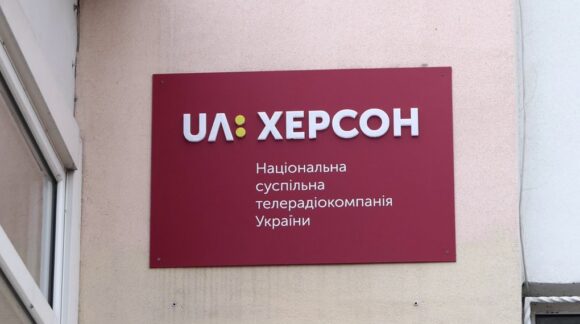 UA: ХЕРСОН
Національна
суспільна
телерадіокомпанія
України